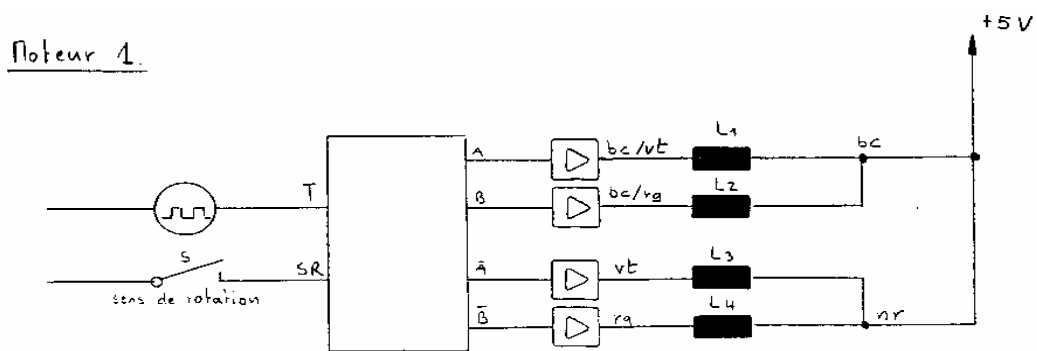 +5V
Moteur 1.
A
bc/vt
L1
bc
T
B
bc/rg
L2
S
SR
sens de rotation
Ā
vt
L3
B̄
rg
L4
nr